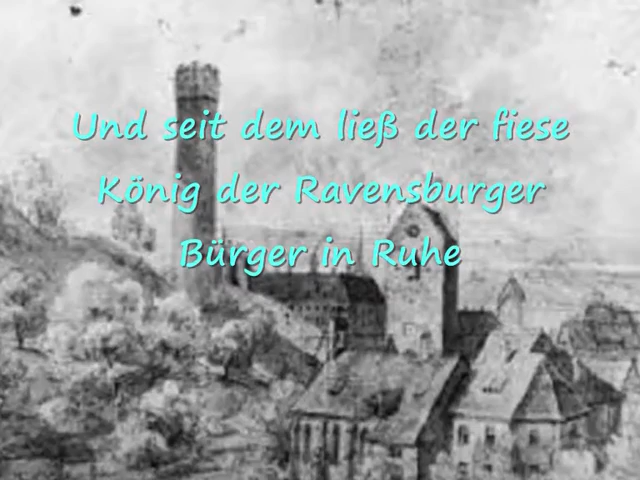 Und seit dem ließ der fiese
König der Ravensburger
Bürger in Ruhe